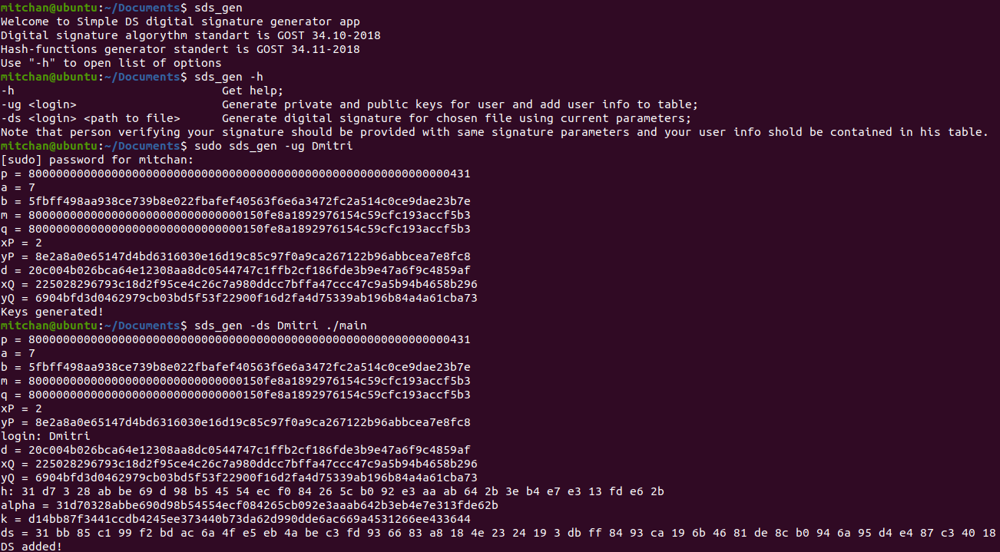 mitchan@ubuntu:~/Documents$ sds_gen
Welcome to Simple DS digital signature generator app
Digital signature algorythm standart is GOST 34.10-2018
Hash-functions generator standert is GOST 34.11-2018
Use "-h" to open list of options
mitchan@ubuntu:~/Documents$ sds_gen -h
-h                              Get help;
-ug <login>                     Generate private and public keys for user and add user info to table;
-ds <login> <path to file>      Generate digital signature for chosen file using current parameters;
Note that person verifying your signature should be provided with same signature parameters and your user info shold be contained in his table.
mitchan@ubuntu:~/Documents$ sudo sds_gen -ug Dmitri
[sudo] password for mitchan:
p = 8000000000000000000000000000000000000000000000000000000000000431
a = 7
b = 5fbff498aa938ce739b8e022fbafef40563f6e6a3472fc2a514c0ce9dae23b7e
m = 8000000000000000000000000000000150fe8a1892976154c59cfc193accf5b3
q = 8000000000000000000000000000000150fe8a1892976154c59cfc193accf5b3
xP = 2
yP = 8e2a8a0e65147d4bd6316030e16d19c85c97f0a9ca267122b96abbcea7e8fc8
d = 20c004b026bca64e12308aa8dc0544747c1ffb2cf186fde3b9e47a6f9c4859af
xQ = 225028296793c18d2f95ce4c26c7a980ddcc7bffa47ccc47c9a5b94b4658b296
yQ = 6904bfd3d0462979cb03bd5f53f22900f16d2fa4d75339ab196b84a4a61cba73
Keys generated!
mitchan@ubuntu:~/Documents$ sds_gen -ds Dmitri ./main
p = 8000000000000000000000000000000000000000000000000000000000000431
a = 7
b = 5fbff498aa938ce739b8e022fbafef40563f6e6a3472fc2a514c0ce9dae23b7e
m = 8000000000000000000000000000000150fe8a1892976154c59cfc193accf5b3
q = 8000000000000000000000000000000150fe8a1892976154c59cfc193accf5b3
xP = 2
yP = 8e2a8a0e65147d4bd6316030e16d19c85c97f0a9ca267122b96abbcea7e8fc8
login: Dmitri
d = 20c004b026bca64e12308aa8dc0544747c1ffb2cf186fde3b9e47a6f9c4859af
xQ = 225028296793c18d2f95ce4c26c7a980ddcc7bffa47ccc47c9a5b94b4658b296
yQ = 6904bfd3d0462979cb03bd5f53f22900f16d2fa4d75339ab196b84a4a61cba73
h: 31 d7 3 28 ab be 69 d 98 b5 45 54 ec f0 84 26 5c b0 92 e3 aa ab 64 2b 3e b4 e7 e3 13 fd e6 2b
alpha = 31d70328abbe690d98b54554ecf084265cb092e3aaab642b3eb4e7e313fde62b
k = d14bb87f3441ccdb4245ee373440b73da62d990dde6ac669a4531266ee433644
ds = 31 bb 85 c1 99 f2 bd ac 6a 4f e5 eb 4a be c3 fd 93 66 83 a8 18 4e 23 24 19 3 db ff 84 93 ca 19 6b 46 81 de 8c b0 94 6a 95 d4 e4 87 c3 40 18
DS added!